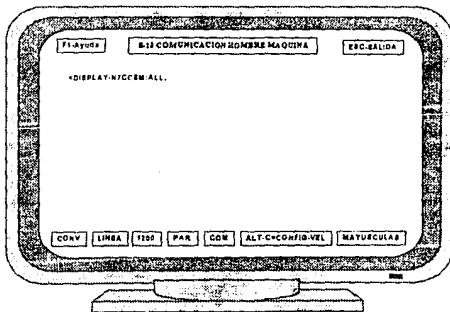 F1-Ayuda S-12 COMUNICACION HOMBRE MAQUINA ESC-SALIDA
<DISPLAY-N7CCSM:ALL.
CONV LINEA 1200 PAR COM ALT-C=CONFIG-VEL MAYUSCULAS